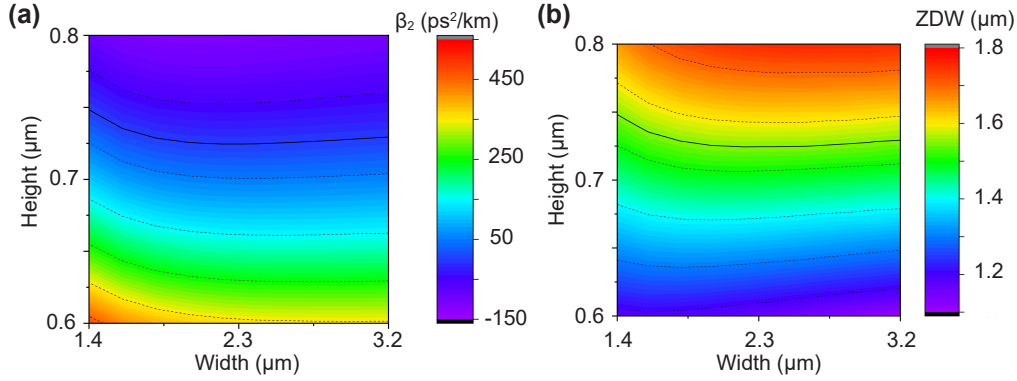 (a)
β₂ (ps²/km)
0.8
0.7
0.6
Height (µm)
1.4
2.3
3.2
Width (µm)
450
250
50
-150
(b)
ZDW (µm)
0.8
0.7
0.6
Height (µm)
1.4
2.3
3.2
Width (µm)
1.8
1.6
1.4
1.2